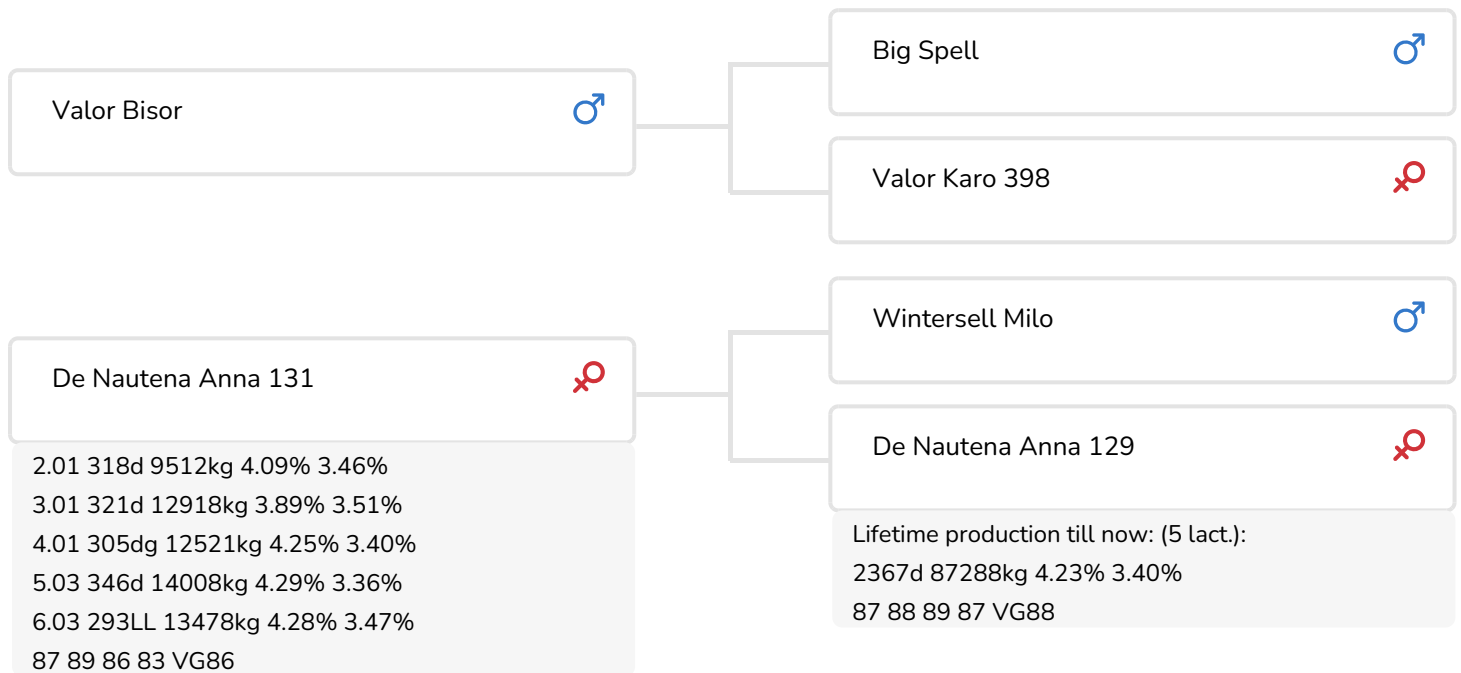 Valor Bisor
Big Spell
Valor Karo 398
De Nautena Anna 131
2.01 318d 9512kg 4.09% 3.46%
3.01 321d 12918kg 3.89% 3.51%
4.01 305dg 12521kg 4.25% 3.40%
5.03 346d 14008kg 4.29% 3.36%
6.03 293LL 13478kg 4.28% 3.47%
87 89 86 83 VG86
Wintersell Milo
De Nautena Anna 129
Lifetime production till now: (5 lact.):
2367d 87288kg 4.23% 3.40%
87 88 89 87 VG88